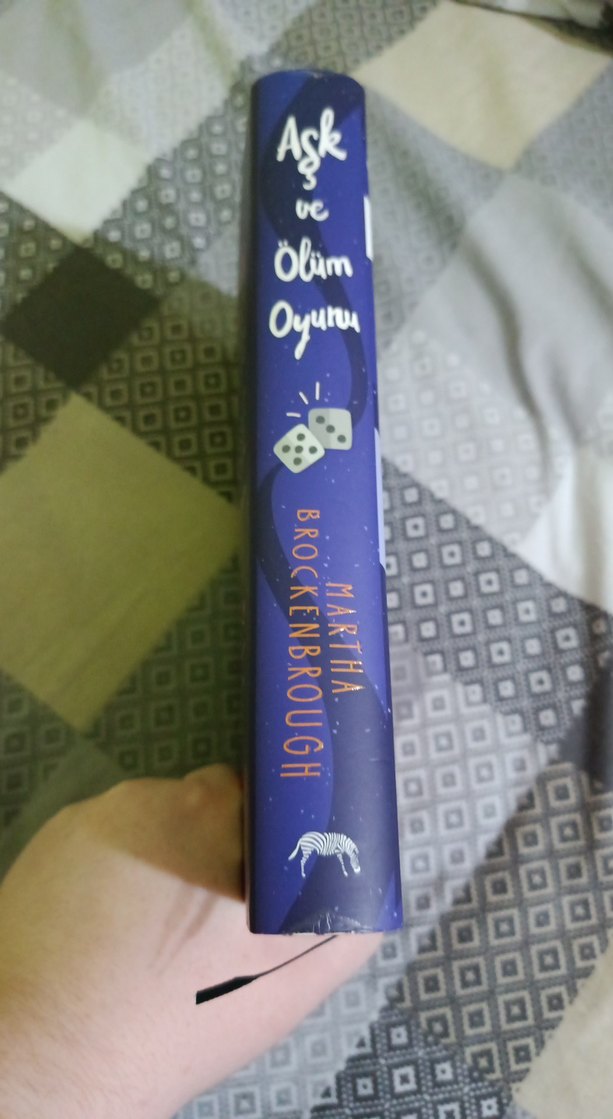 Aşk
ve
Ölüm
Oyunu
MARTHA
BROCKENBROUGH